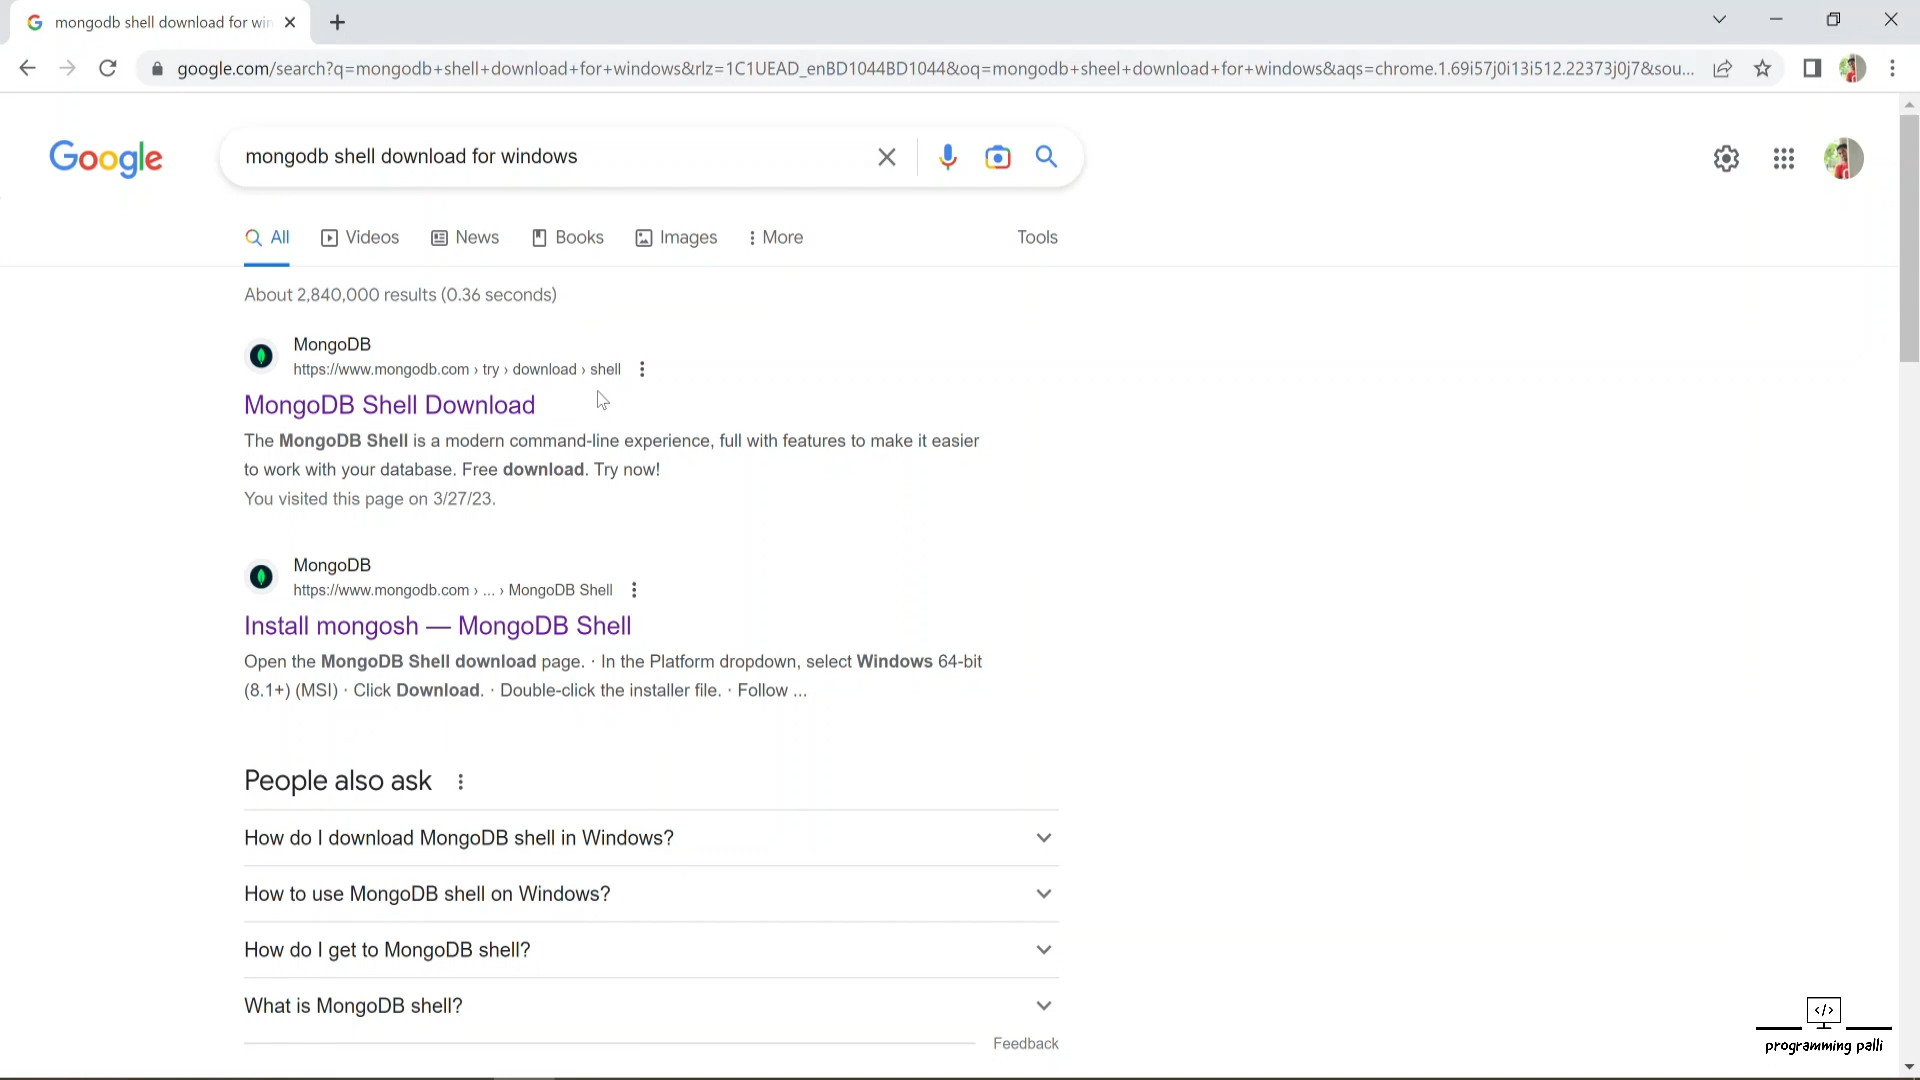 mongodb shell download for win
google.com/search?q=mongodb+shell+download+for+windows&rlz=1C1UEAD_enBD1044BD1044&oq=mongodb+sheel+download+for+windows&aqs=chrome.1.69i57j0i13i512.22373j0j7&sou...
Google
mongodb shell download for windows
All Videos News Books Images More Tools
About 2,840,000 results (0.36 seconds)
MongoDB
https://www.mongodb.com › try › download › shell
MongoDB Shell Download
The MongoDB Shell is a modern command-line experience, full with features to make it easier
to work with your database. Free download. Try now!
You visited this page on 3/27/23.
MongoDB
https://www.mongodb.com › ... › MongoDB Shell
Install mongosh — MongoDB Shell
Open the MongoDB Shell download page. · In the Platform dropdown, select Windows 64-bit
(8.1+) (MSI) · Click Download. · Double-click the installer file. · Follow ...
People also ask
How do I download MongoDB shell in Windows?
How to use MongoDB shell on Windows?
How do I get to MongoDB shell?
What is MongoDB shell?
Feedback
</>
programming palli